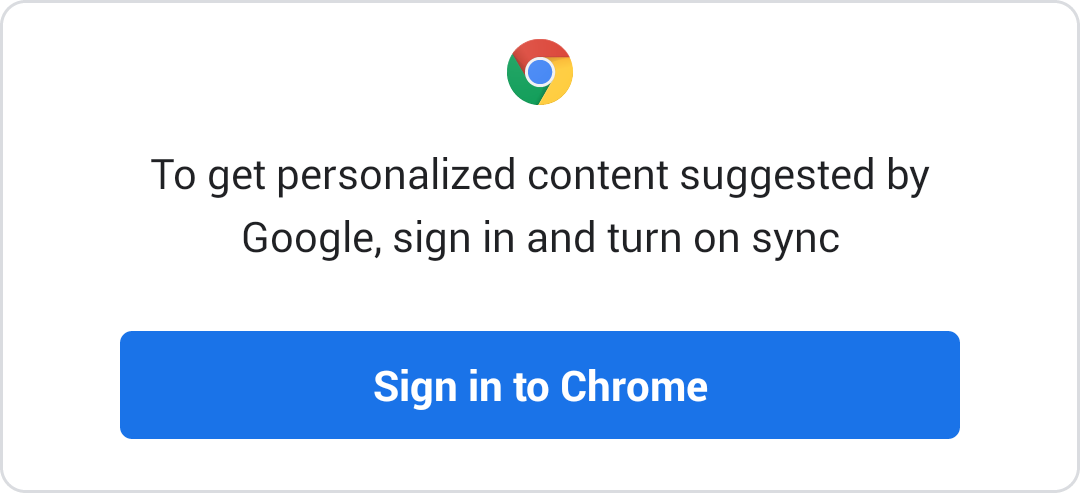 To get personalized content suggested by
Google, sign in and turn on sync
Sign in to Chrome